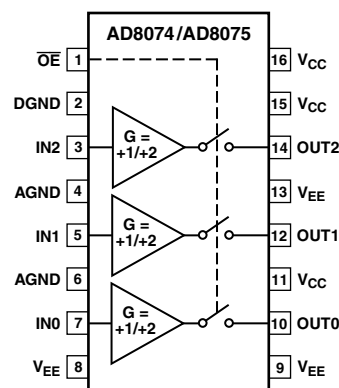 AD8074/AD8075
OE 1
16 VCC
DGND 2
15 VCC
G =
+1/+2
IN2 3
14 OUT2
AGND 4
13 VEE
G =
+1/+2
IN1 5
12 OUT1
AGND 6
11 VCC
G =
+1/+2
IN0 7
10 OUT0
VEE 8
9 VEE